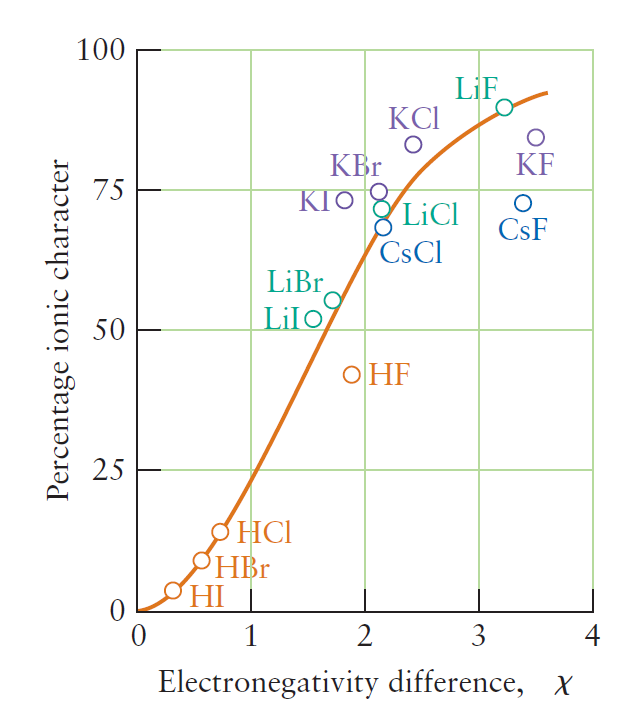 100
LiF
KCl
KF
KBr
75
KI
LiCl
CsF
CsCl
LiBr
LiI
50
HF
25
HCl
HBr
HI
0
0 1 2 3 4
Percentage ionic character
Electronegativity difference, χ